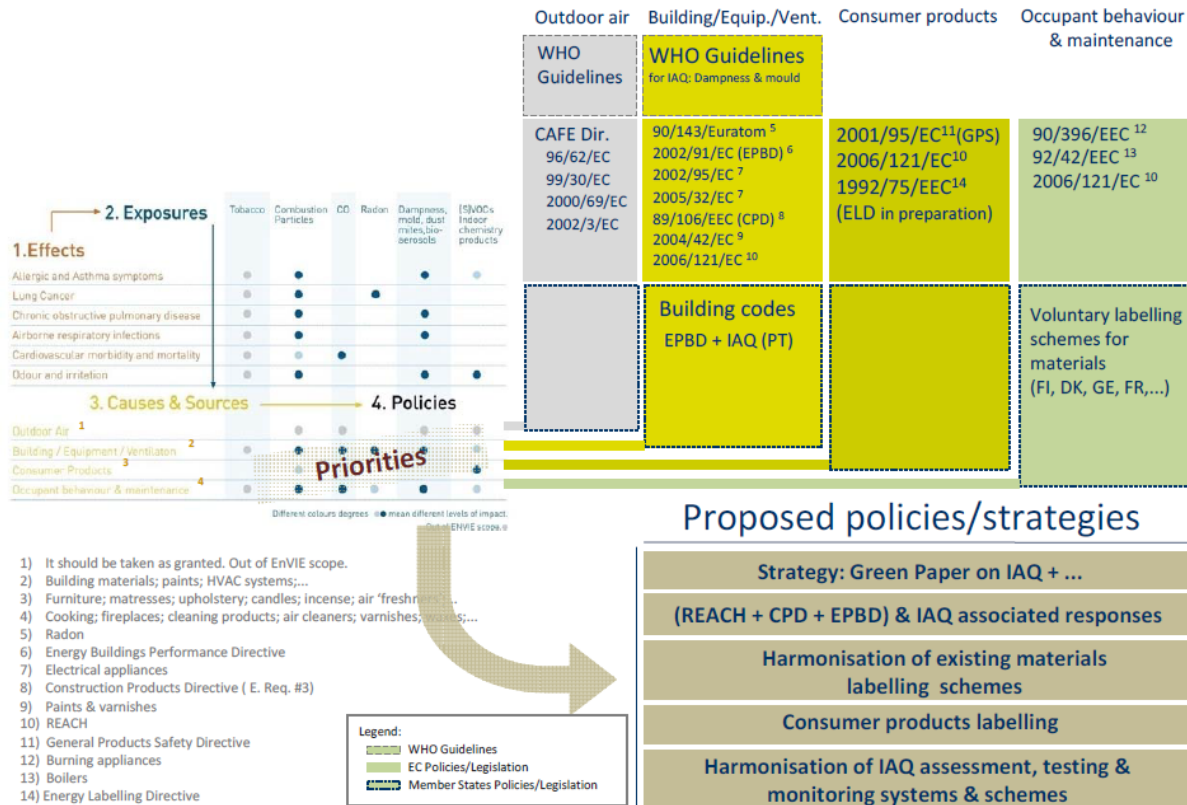 Outdoor air
Building/Equip./Vent.
Consumer products
Occupant behaviour
& maintenance
WHO
Guidelines
WHO Guidelines
for IAQ: Dampness & mould
CAFE Dir.
96/62/EC
99/30/EC
2000/69/EC
2002/3/EC
90/143/Euratom 5
2002/91/EC (EPBD) 6
2002/95/EC 7
2005/32/EC 7
89/106/EEC (CPD) 8
2004/42/EC 9
2006/121/EC 10
2001/95/EC11(GPS)
2006/121/EC10
1992/75/EEC14
(ELD in preparation)
90/396/EEC 12
92/42/EEC 13
2006/121/EC 10
Building codes
EPBD + IAQ (PT)
Voluntary labelling
schemes for
materials
(FI, DK, GE, FR,...)
2. Exposures
Tobacco
Combustion
Particles
CO
Radon
Dampness,
mold, dust
mites,bio-
aerosols
(S)VOCs
Indoor
chemistry
products
1.Effects
Allergic and Asthma symptoms
Lung Cancer
Chronic obstructive pulmonary disease
Airborne respiratory infections
Cardiovascular morbidity and mortality
Odour and irritation
3. Causes & Sources
4. Policies
Outdoor Air 1
Building / Equipment / Ventilaton 2
Consumer Products 3
Occupant behaviour & maintenance 4
Priorities
Different colours degrees mean different levels of impact.
Out of ENVIE scope.
1) It should be taken as granted. Out of EnVIE scope.
2) Building materials; paints; HVAC systems;...
3) Furniture; matresses; upholstery; candles; incense; air ‘freshners’;...
4) Cooking; fireplaces; cleaning products; air cleaners; varnishes; waxes;...
5) Radon
6) Energy Buildings Performance Directive
7) Electrical appliances
8) Construction Products Directive ( E. Req. #3)
9) Paints & varnishes
10) REACH
11) General Products Safety Directive
12) Burning appliances
13) Boilers
14) Energy Labelling Directive
Legend:
WHO Guidelines
EC Policies/Legislation
Member States Policies/Legislation
Proposed policies/strategies
Strategy: Green Paper on IAQ + ...
(REACH + CPD + EPBD) & IAQ associated responses
Harmonisation of existing materials
labelling schemes
Consumer products labelling
Harmonisation of IAQ assessment, testing &
monitoring systems & schemes